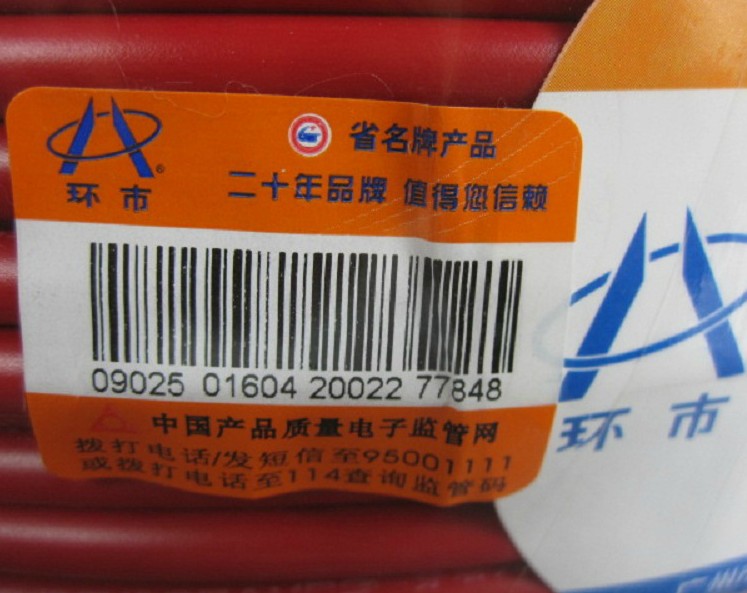 省名牌产品
环市®
二十年品牌 值得您信赖
09025 01604 20022 77848
中国产品质量电子监管网
拨打电话/发短信至95001111
或拨打电话至114查询监管码
环市
广州